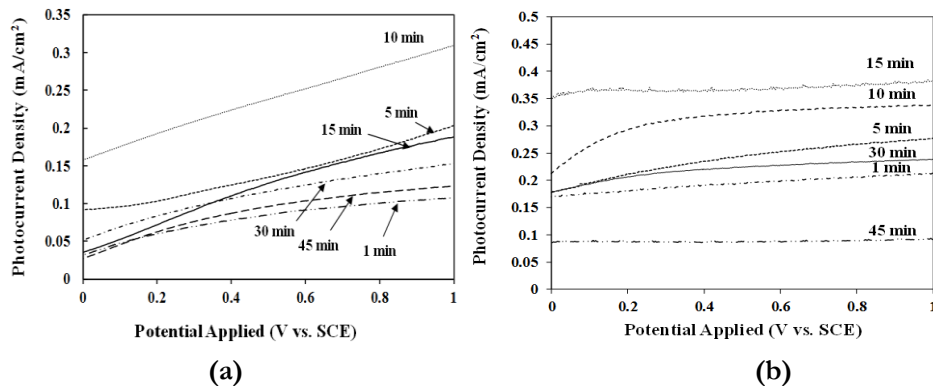 Photocurrent Density (mA/cm²)
0.35
0.3
0.25
0.2
0.15
0.1
0.05
0
10 min
5 min
15 min
30 min
45 min
1 min
0
0.2
0.4
0.6
0.8
1
Potential Applied (V vs. SCE)
(a)
Photocurrent Density (mA/cm²)
0.5
0.45
0.4
0.35
0.3
0.25
0.2
0.15
0.1
0.05
0
15 min
10 min
5 min
30 min
1 min
45 min
0
0.2
0.4
0.6
0.8
1
Potential Applied (V vs. SCE)
(b)